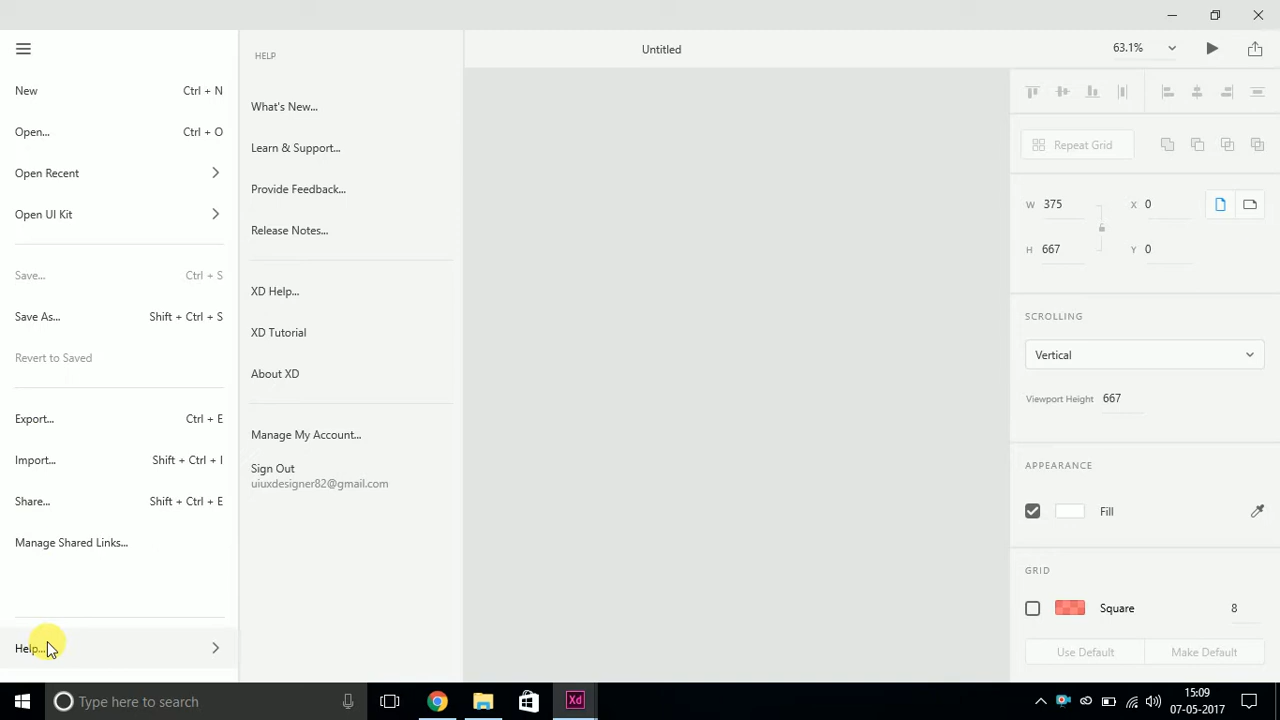 Untitled
63.1%
New Ctrl + N
Open... Ctrl + O
Open Recent
Open UI Kit
Save... Ctrl + S
Save As... Shift + Ctrl + S
Revert to Saved
Export... Ctrl + E
Import... Shift + Ctrl + I
Share... Shift + Ctrl + E
Manage Shared Links...
Help...
HELP
What's New...
Learn & Support...
Provide Feedback...
Release Notes...
XD Help...
XD Tutorial
About XD
Manage My Account...
Sign Out
uiuxdesigner82@gmail.com
Repeat Grid
W 375 X 0
H 667 Y 0
SCROLLING
Vertical
Viewport Height 667
APPEARANCE
Fill
GRID
Square 8
Use Default Make Default
Type here to search
Xd
15:09
07-05-2017